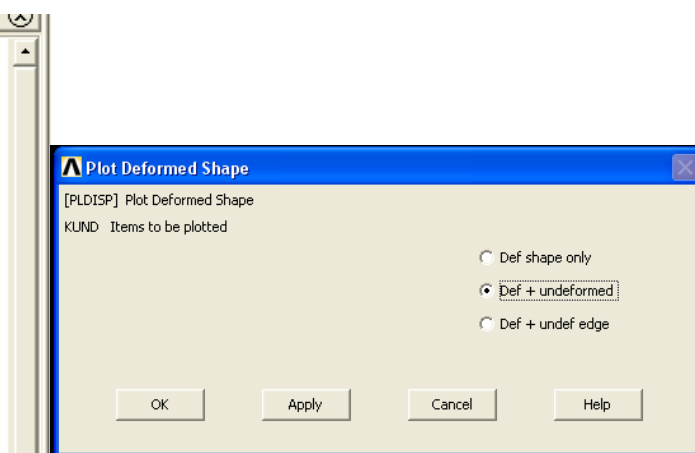 Plot Deformed Shape
[PLDISP] Plot Deformed Shape
KUND Items to be plotted
Def shape only
Def + undeformed
Def + undef edge
OK Apply Cancel Help